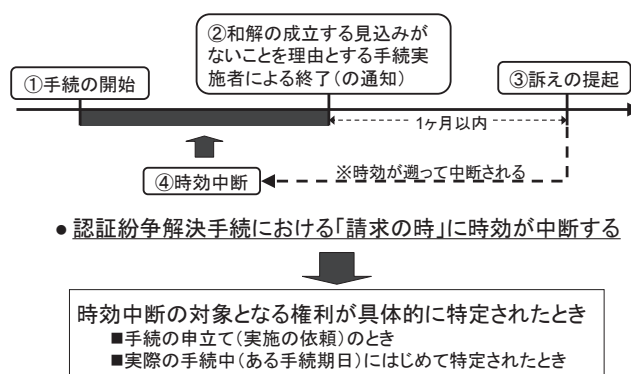 ②和解の成立する見込みが
ないことを理由とする手続実
施者による終了(の通知)
①手続の開始
③訴えの提起
1ヶ月以内
④時効中断
※時効が遡って中断される
● 認証紛争解決手続における「請求の時」に時効が中断する
時効中断の対象となる権利が具体的に特定されたとき
■手続の申立て(実施の依頼)のとき
■実際の手続中(ある手続期日)にはじめて特定されたとき